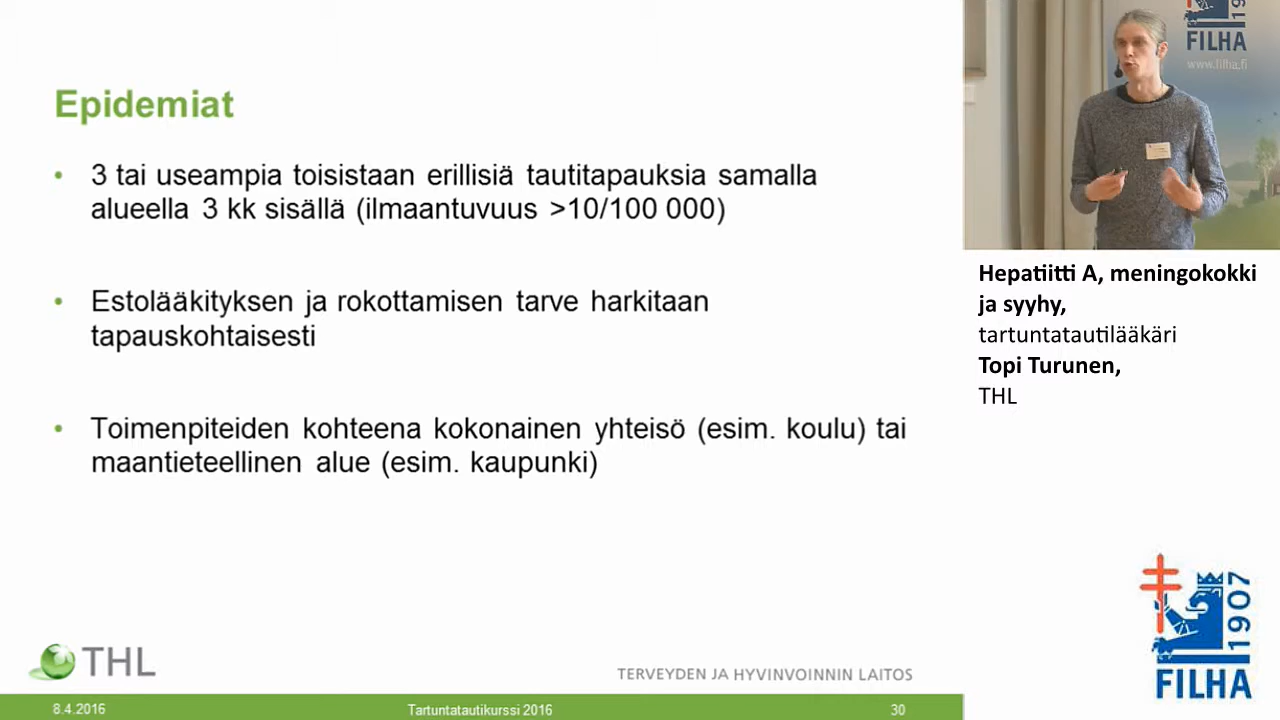 Epidemiat
• 3 tai useampia toisistaan erillisiä tautitapauksia samalla
alueella 3 kk sisällä (ilmaantuvuus >10/100 000)
• Estolääkityksen ja rokottamisen tarve harkitaan
tapauskohtaisesti
• Toimenpiteiden kohteena kokonainen yhteisö (esim. koulu) tai
maantieteellinen alue (esim. kaupunki)
THL
TERVEYDEN JA HYVINVOINNIN LAITOS
8.4.2016
Tartuntatautikurssi 2016
30
FILHA
www.filha.fi
Hepatiitti A, meningokokki
ja syyhy,
tartuntatautilääkäri
Topi Turunen,
THL
1907
FILHA